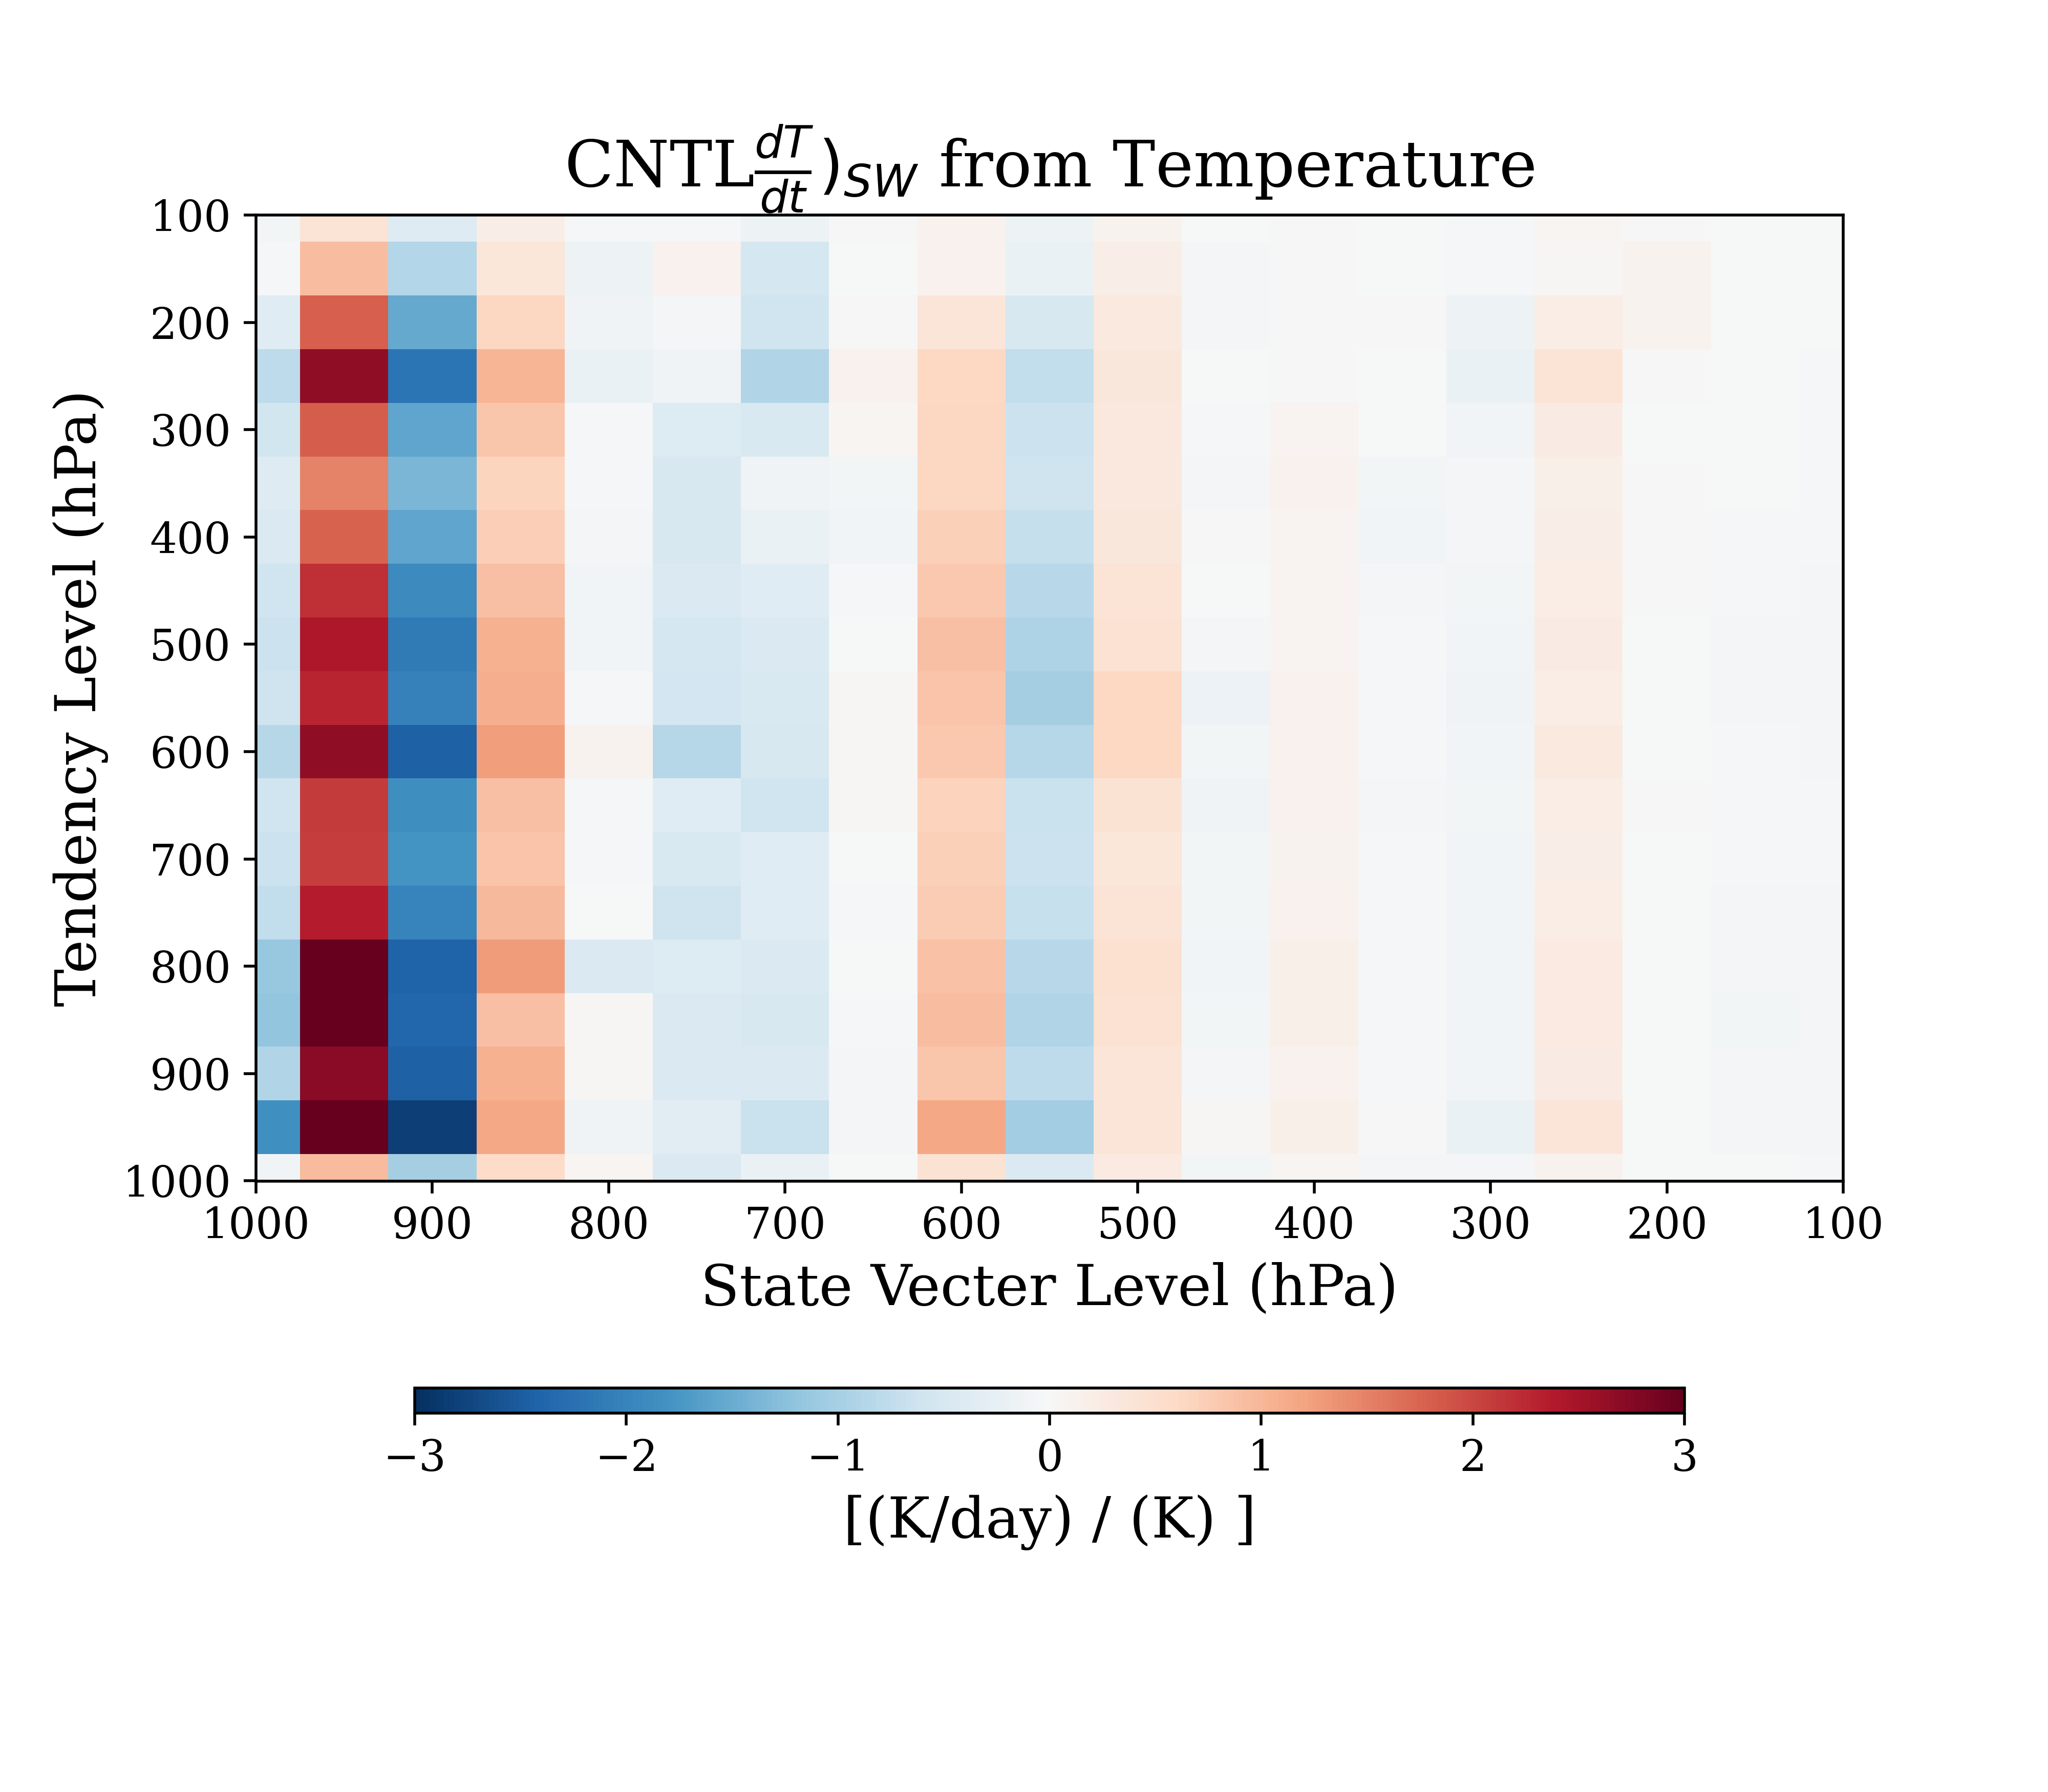 CNTL dT/dt )SW from Temperature
Tendency Level (hPa)
100
200
300
400
500
600
700
800
900
1000
1000 900 800 700 600 500 400 300 200 100
State Vecter Level (hPa)
−3 −2 −1 0 1 2 3
[(K/day) / (K) ]